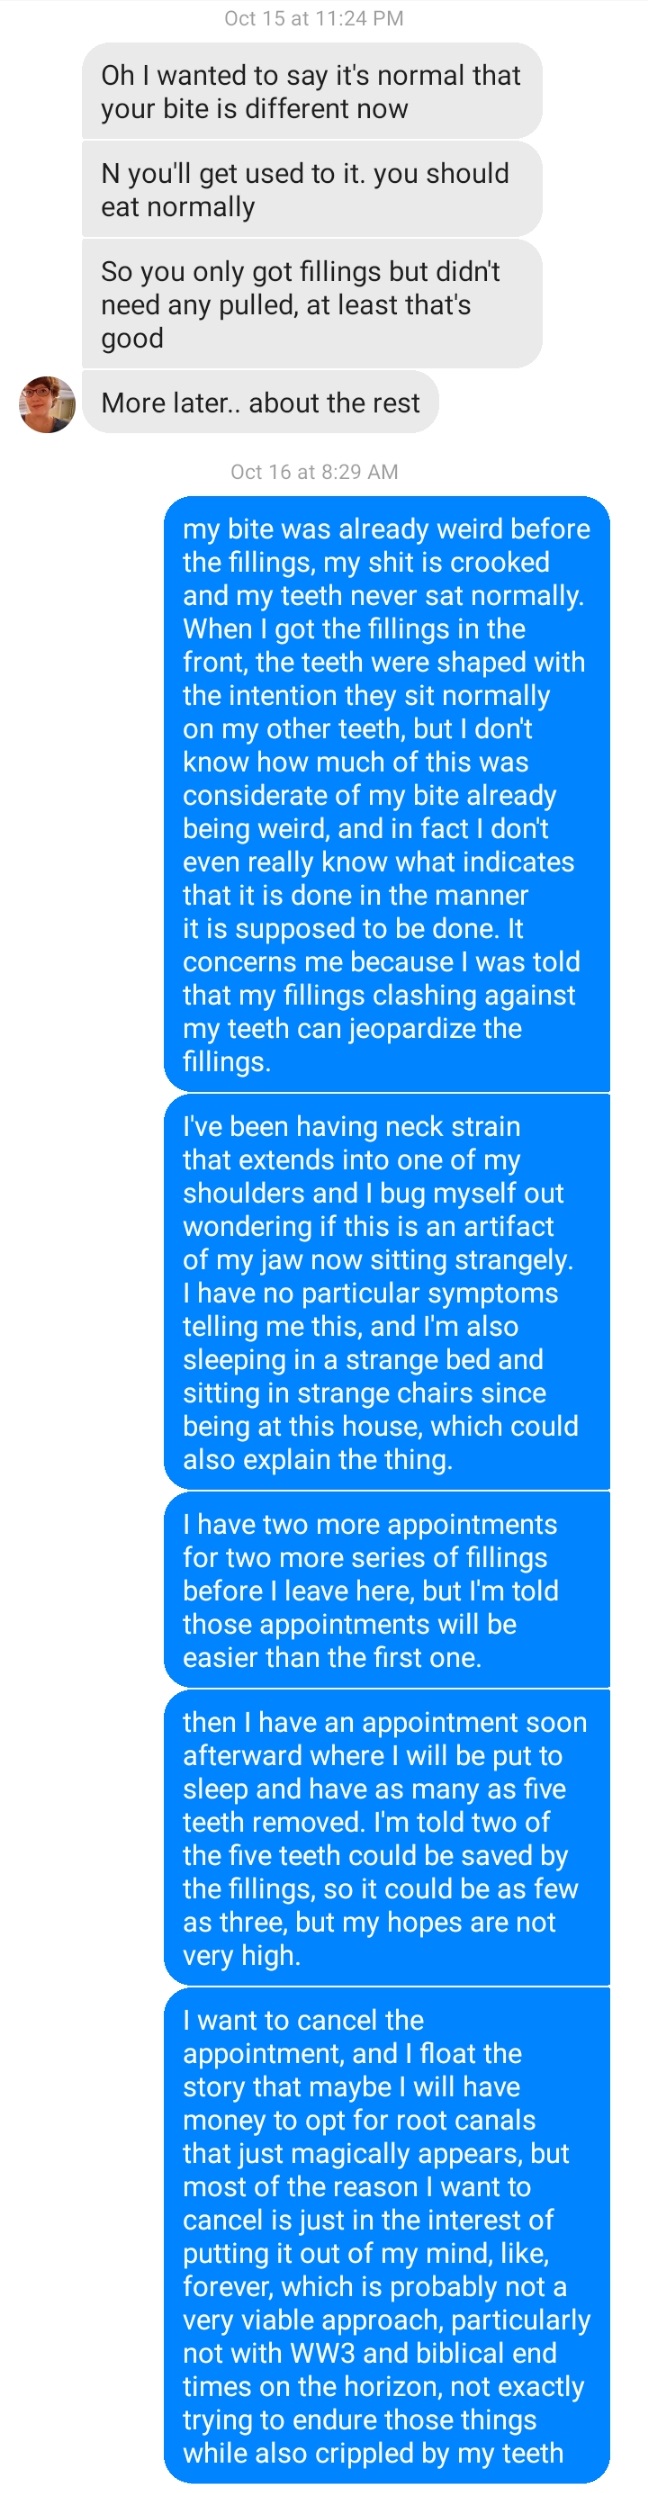 Oct 15 at 11:24 PM
Oh I wanted to say it's normal that
your bite is different now
N you'll get used to it. you should
eat normally
So you only got fillings but didn't
need any pulled, at least that's
good
More later.. about the rest
Oct 16 at 8:29 AM
my bite was already weird before
the fillings, my shit is crooked
and my teeth never sat normally.
When I got the fillings in the
front, the teeth were shaped with
the intention they sit normally
on my other teeth, but I don't
know how much of this was
considerate of my bite already
being weird, and in fact I don't
even really know what indicates
that it is done in the manner
it is supposed to be done. It
concerns me because I was told
that my fillings clashing against
my teeth can jeopardize the
fillings.
I've been having neck strain
that extends into one of my
shoulders and I bug myself out
wondering if this is an artifact
of my jaw now sitting strangely.
I have no particular symptoms
telling me this, and I'm also
sleeping in a strange bed and
sitting in strange chairs since
being at this house, which could
also explain the thing.
I have two more appointments
for two more series of fillings
before I leave here, but I'm told
those appointments will be
easier than the first one.
then I have an appointment soon
afterward where I will be put to
sleep and have as many as five
teeth removed. I'm told two of
the five teeth could be saved by
the fillings, so it could be as few
as three, but my hopes are not
very high.
I want to cancel the
appointment, and I float the
story that maybe I will have
money to opt for root canals
that just magically appears, but
most of the reason I want to
cancel is just in the interest of
putting it out of my mind, like,
forever, which is probably not a
very viable approach, particularly
not with WW3 and biblical end
times on the horizon, not exactly
trying to endure those things
while also crippled by my teeth